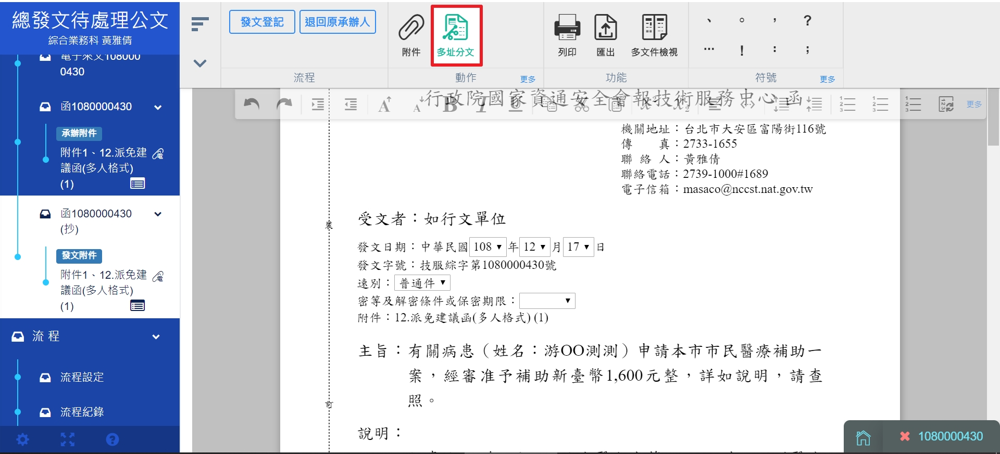 總發文待處理公文
綜合業務科 黃雅倩
電子來文1080000430
函1080000430
承辦附件
附件1、12.派免建
議函(多人格式)
(1)
函1080000430
(抄)
發文附件
附件1、12.派免建
議函(多人格式)
(1)
流 程
流程設定
流程紀錄
發文登記 退回原承辦人
流程
附件 多址分文
動作 更多
列印 匯出 多文件檢視
功能
、 。 , ?
… ! : ;
符號 更多
行政院國家資通安全會報技術服務中心 函
更多
機關地址：台北市大安區富陽街116號
傳 真：2733-1655
聯 絡 人：黃雅倩
聯絡電話：2739-1000#1689
電子信箱：masaco@nccst.nat.gov.tw
裝
受文者：如行文單位
發文日期：中華民國 108 年 12 月 17 日
發文字號：技服綜字第1080000430號
速別：普通件
密等及解密條件或保密期限：
附件：12.派免建議函(多人格式) (1)
主旨：有關病患（姓名：游OO測測）申請本市市民醫療補助一
案，經審准予補助新臺幣1,600元整，詳如說明，請查
照。
訂
說明：
1080000430